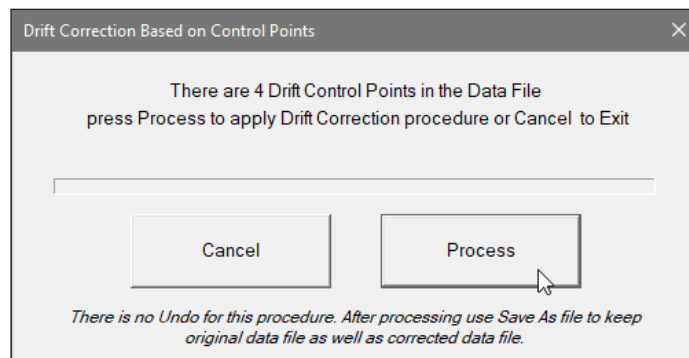 Drift Correction Based on Control Points
There are 4 Drift Control Points in the Data File
press Process to apply Drift Correction procedure or Cancel to Exit
Cancel
Process
There is no Undo for this procedure. After processing use Save As file to keep
original data file as well as corrected data file.